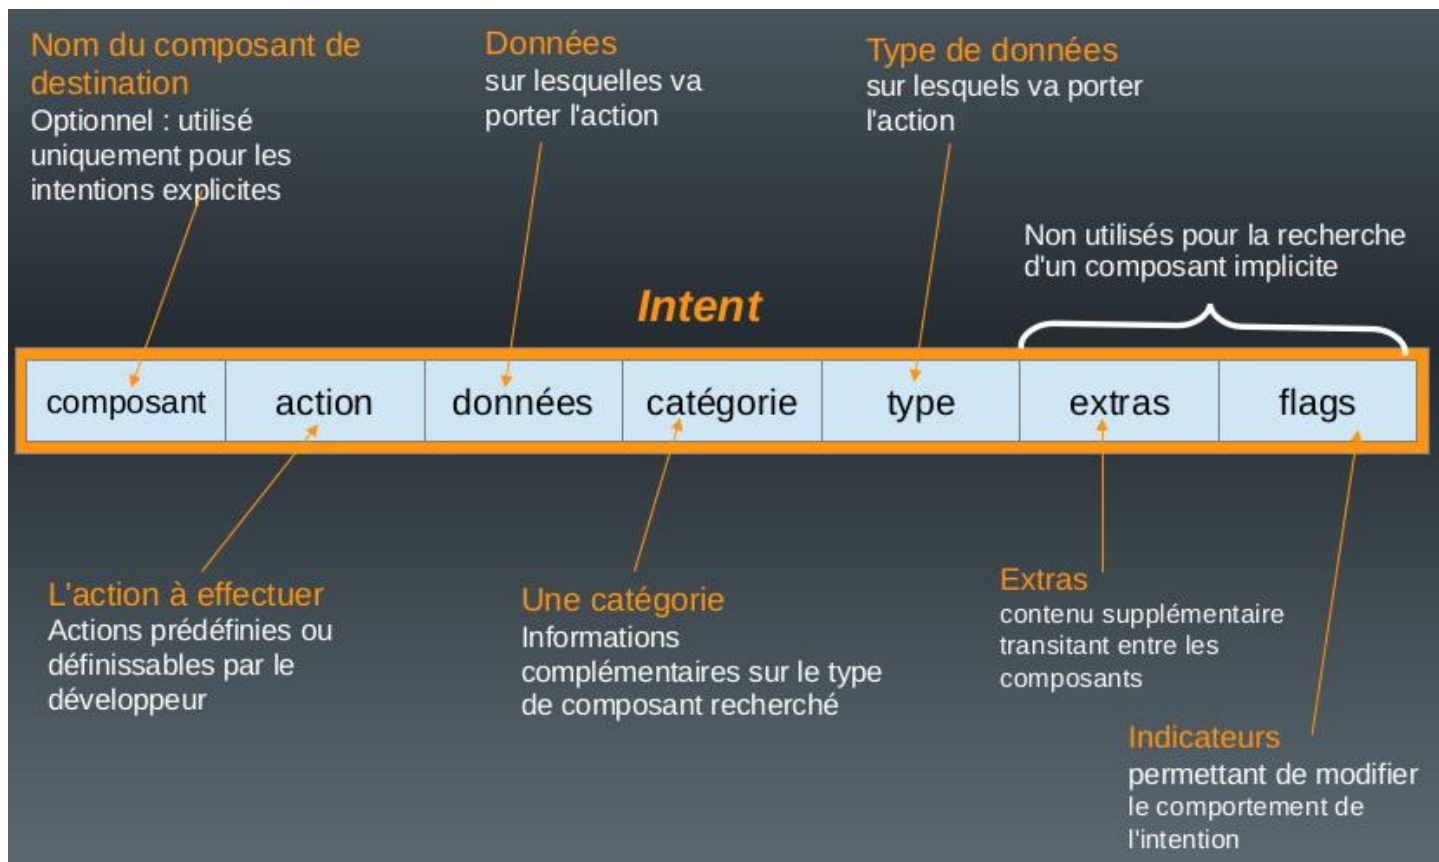 Nom du composant de
destination
Optionnel : utilisé
uniquement pour les
intentions explicites
Données
sur lesquelles va
porter l'action
Type de données
sur lesquels va porter
l'action
Non utilisés pour la recherche
d'un composant implicite
Intent
composant action données catégorie type extras flags
L'action à effectuer
Actions prédéfinies ou
définissables par le
développeur
Une catégorie
Informations
complémentaires sur le type
de composant recherché
Extras
contenu supplémentaire
transitant entre les
composants
Indicateurs
permettant de modifier
le comportement de
l'intention